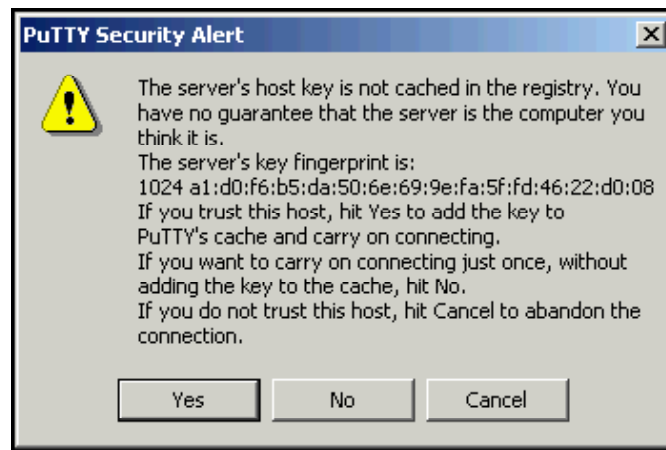 PuTTY Security Alert
The server's host key is not cached in the registry. You
have no guarantee that the server is the computer you
think it is.
The server's key fingerprint is:
1024 a1:d0:f6:b5:da:50:6e:69:9e:fa:5f:fd:46:22:d0:08
If you trust this host, hit Yes to add the key to
PuTTY's cache and carry on connecting.
If you want to carry on connecting just once, without
adding the key to the cache, hit No.
If you do not trust this host, hit Cancel to abandon the
connection.
Yes No Cancel